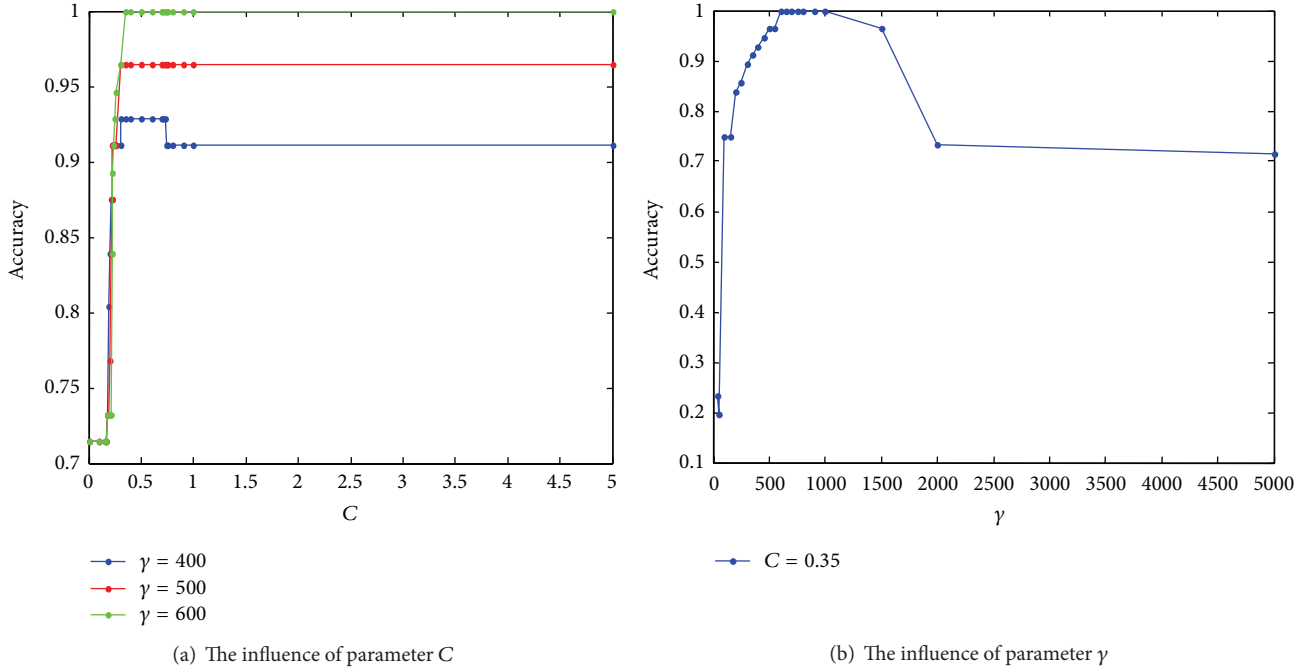 1
0.95
0.9
0.85
0.8
0.75
0.7
Accuracy
0 0.5 1 1.5 2 2.5 3 3.5 4 4.5 5
C
γ = 400
γ = 500
γ = 600
(a) The influence of parameter C
1
0.9
0.8
0.7
0.6
0.5
0.4
0.3
0.2
0.1
Accuracy
0 500 1000 1500 2000 2500 3000 3500 4000 4500 5000
γ
C = 0.35
(b) The influence of parameter γ